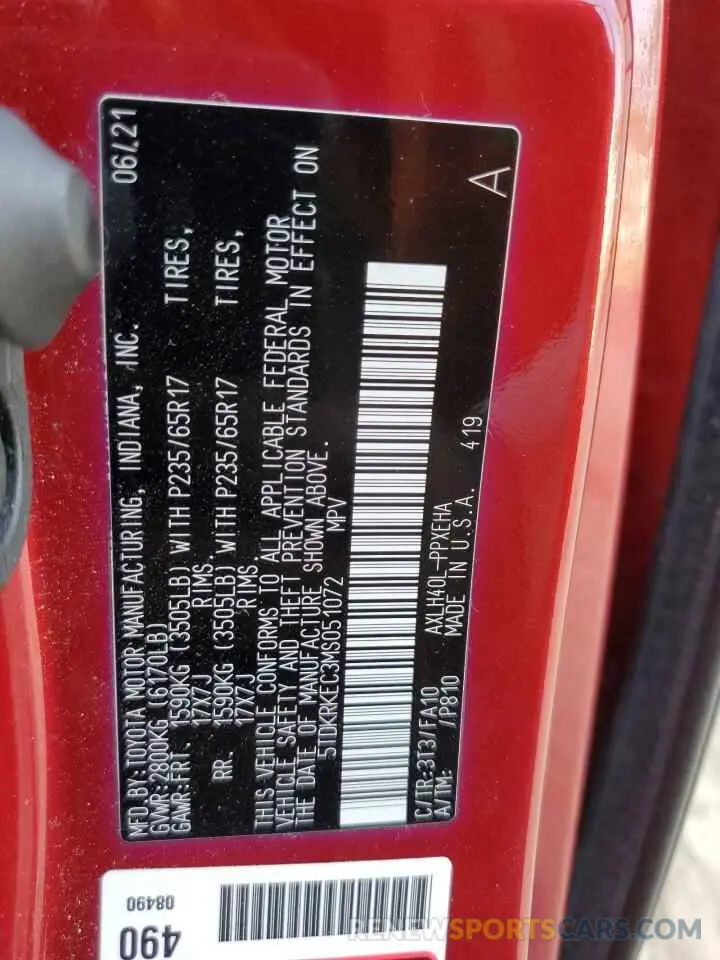 MFD BY: TOYOTA MOTOR MANUFACTURING, INDIANA, INC. 06/21
GVWR: 2800KG (6170LB)
GAWR: FRT. 1590KG (3505LB) WITH P235/65R17 TIRES,
17X7J RIMS
RR. 1590KG (3505LB) WITH P235/65R17 TIRES,
17X7J RIMS
THIS VEHICLE CONFORMS TO ALL APPLICABLE FEDERAL MOTOR
VEHICLE SAFETY AND THEFT PREVENTION STANDARDS IN EFFECT ON
THE DATE OF MANUFACTURE SHOWN ABOVE.
5TDKRKEC3MS051072 MPV
A
C/TR: 3T3/FA10 AXLH40L-PPXEHA
A/TM: /P810 MADE IN U.S.A. 419
490
08490
RENEWSPORTSCARS.COM